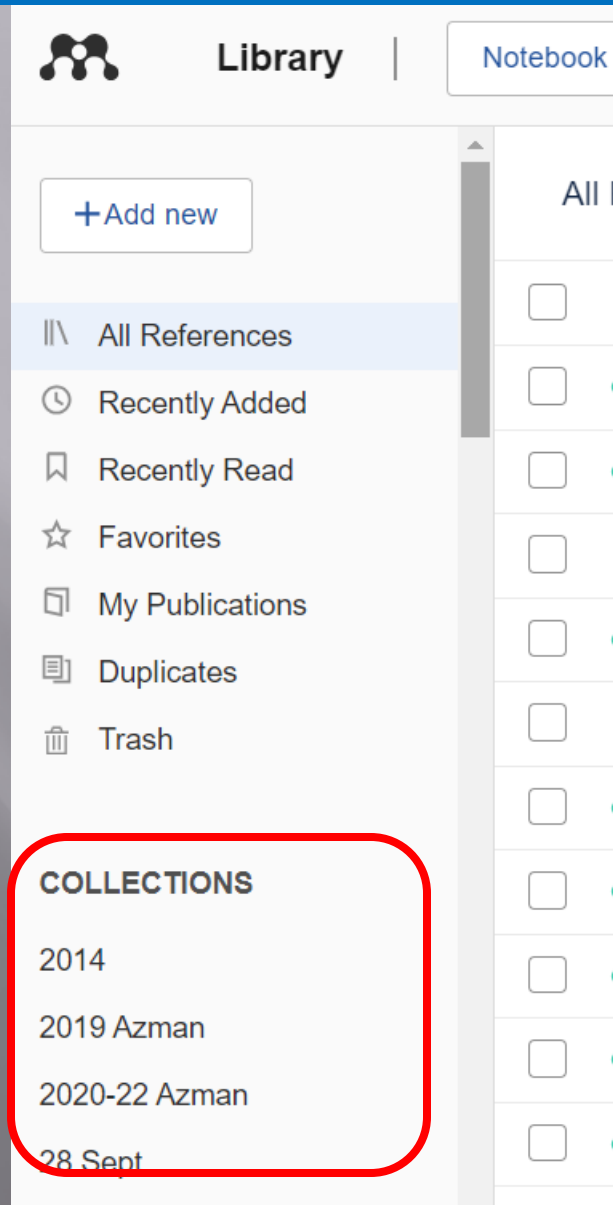 Library | Notebook
+Add new
All
All References
Recently Added
Recently Read
Favorites
My Publications
Duplicates
Trash
COLLECTIONS
2014
2019 Azman
2020-22 Azman
28 Sept